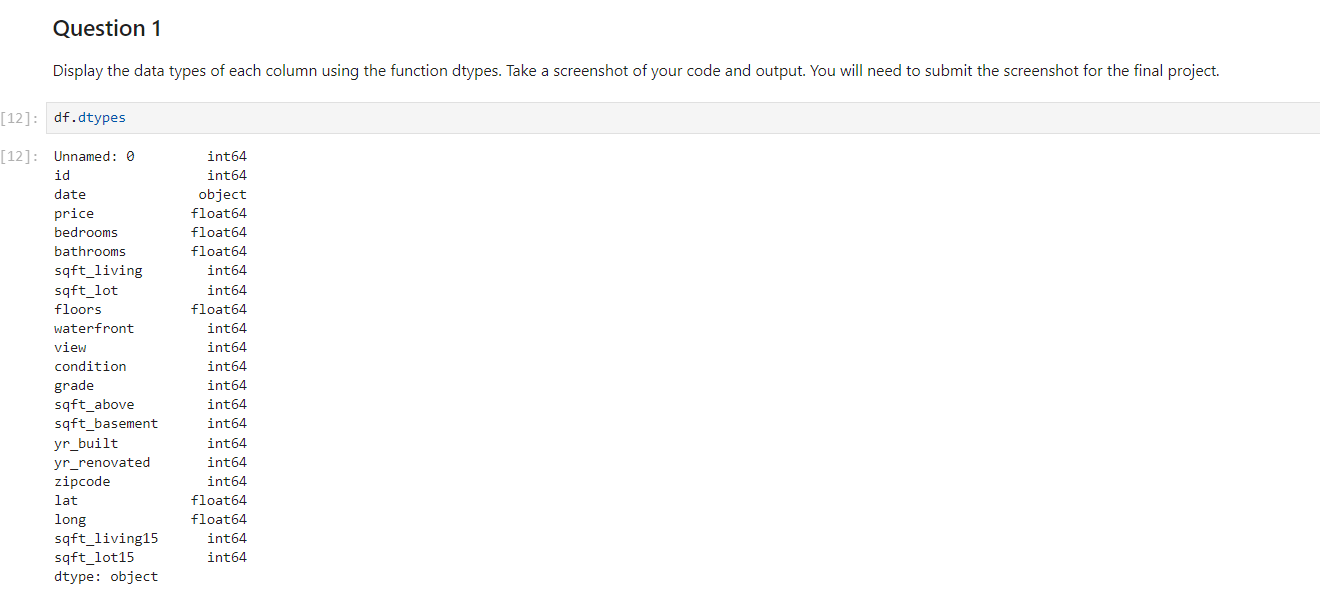 Question 1
Display the data types of each column using the function dtypes. Take a screenshot of your code and output. You will need to submit the screenshot for the final project.
[12]: df.dtypes
[12]: Unnamed: 0 int64
id int64
date object
price float64
bedrooms float64
bathrooms float64
sqft_living int64
sqft_lot int64
floors float64
waterfront int64
view int64
condition int64
grade int64
sqft_above int64
sqft_basement int64
yr_built int64
yr_renovated int64
zipcode int64
lat float64
long float64
sqft_living15 int64
sqft_lot15 int64
dtype: object